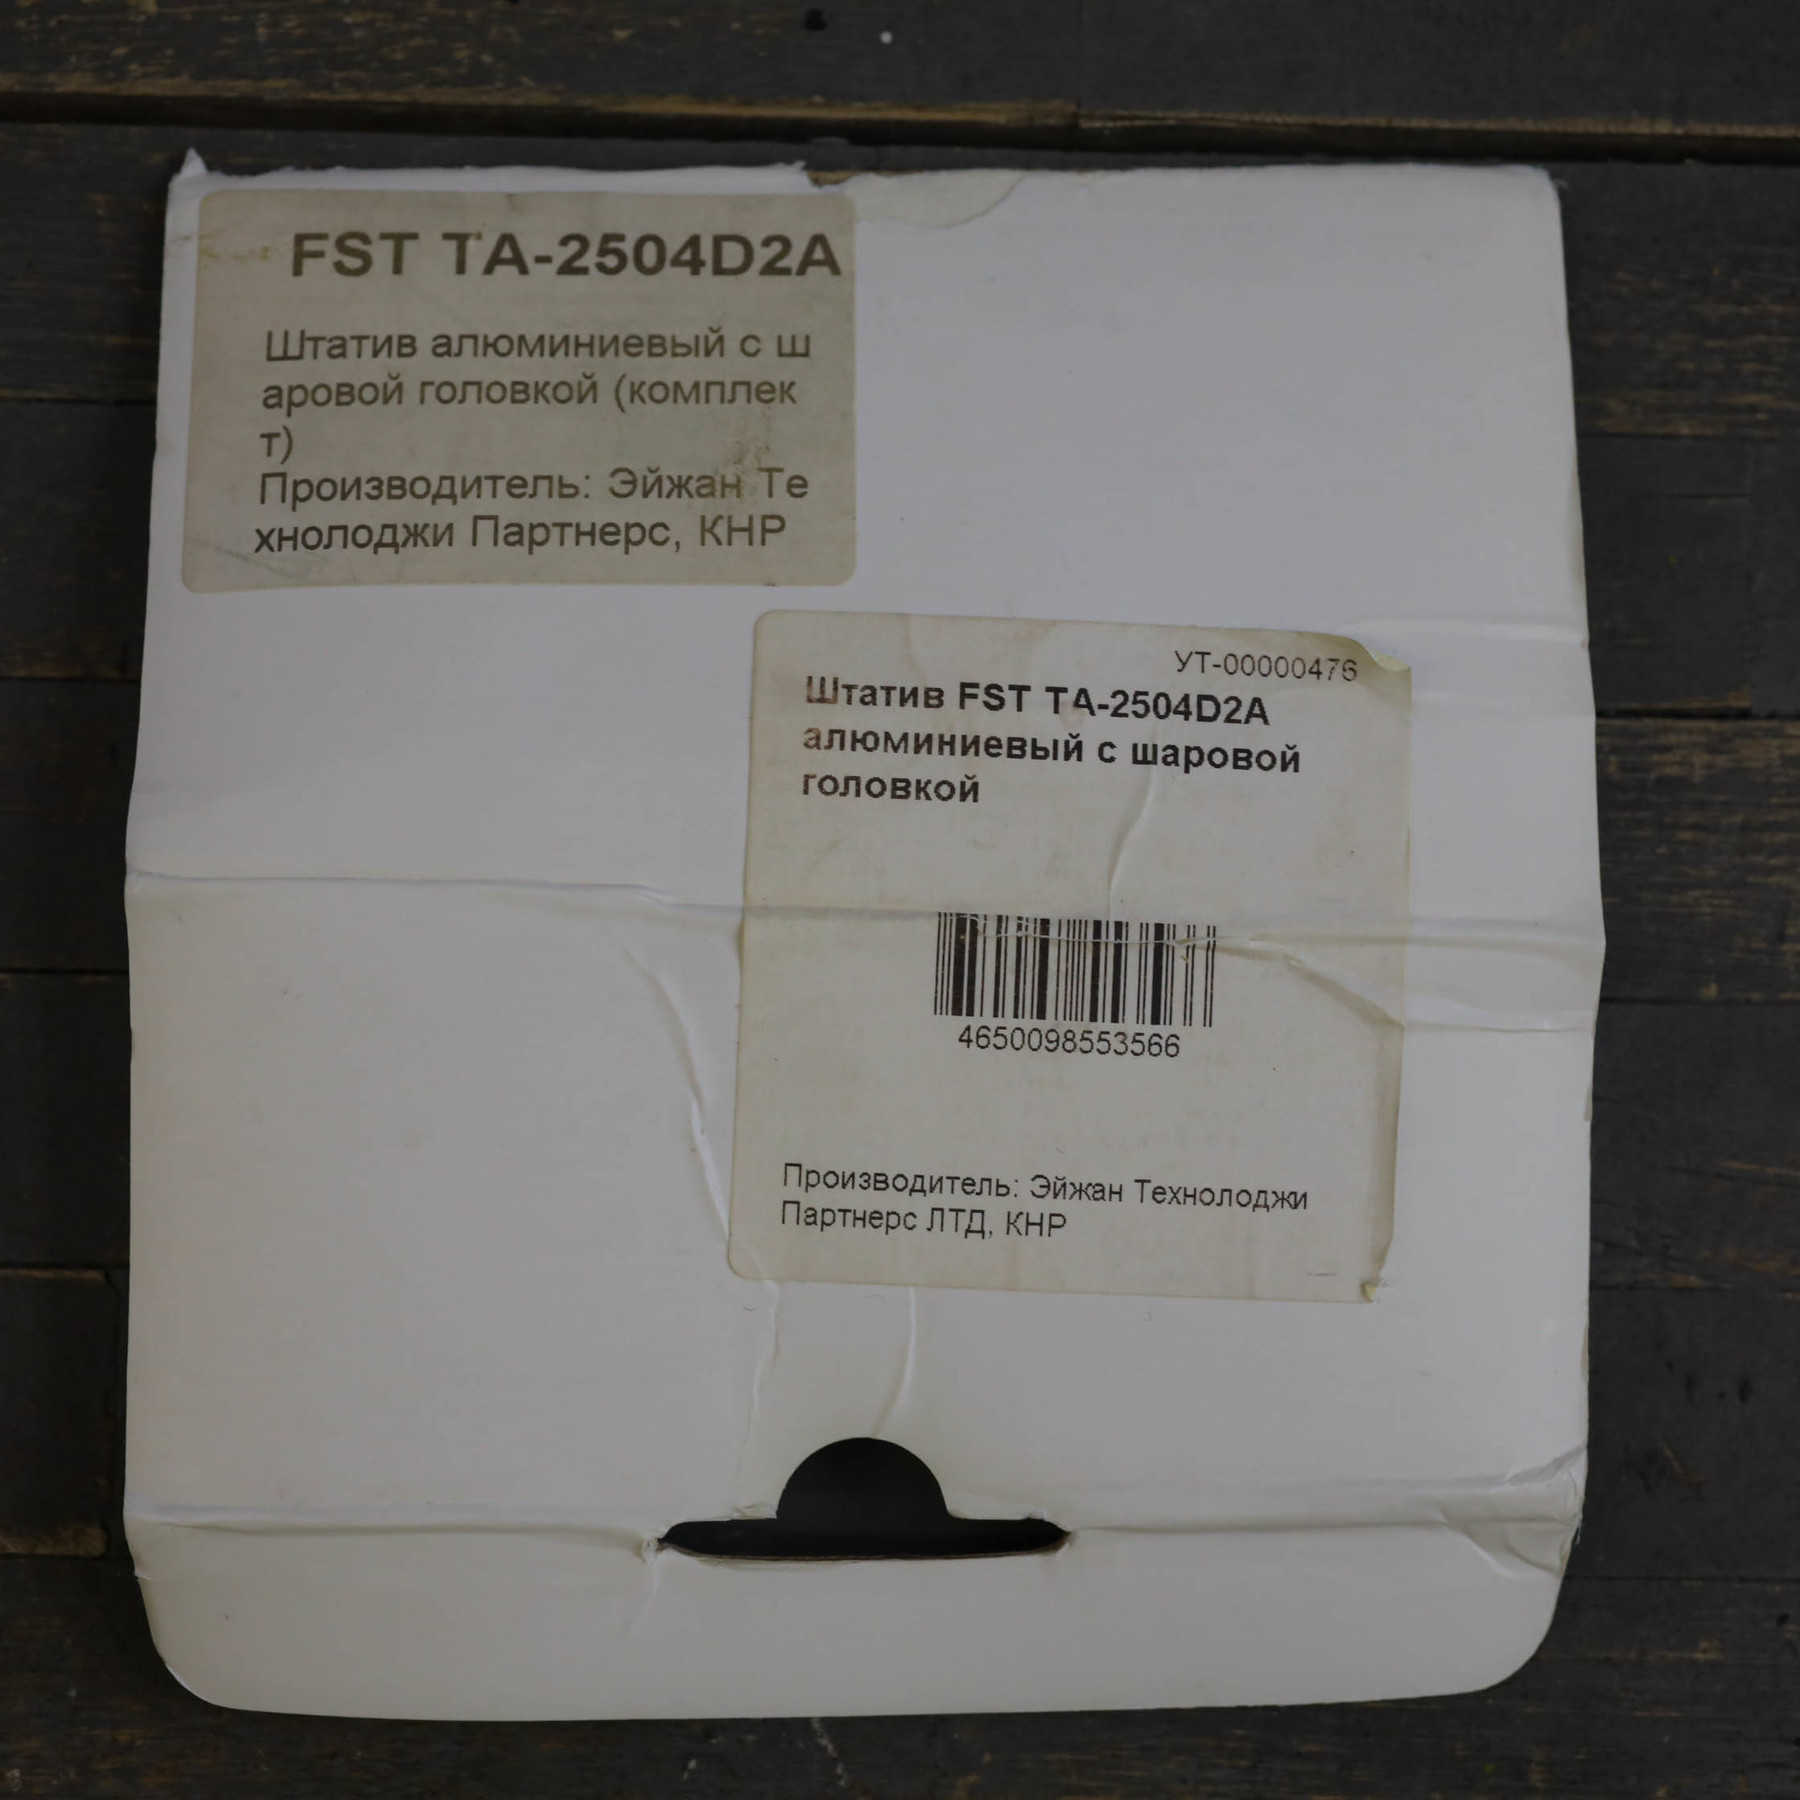 FST TA-2504D2A
Штатив алюминиевый с ш
аровой головкой (комплек
т)
Производитель: Эйжан Те
хнолоджи Партнерс, КНР
УТ-00000476
Штатив FST TA-2504D2A
алюминиевый с шаровой
головкой
4650098553566
Производитель: Эйжан Технолоджи
Партнерс ЛТД, КНР